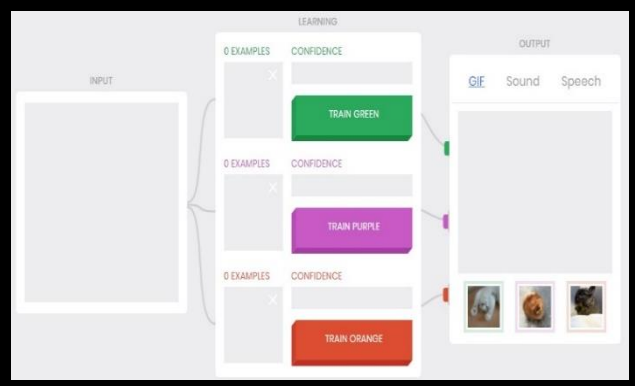 LEARNING
INPUT
0 EXAMPLES CONFIDENCE
TRAIN GREEN
0 EXAMPLES CONFIDENCE
TRAIN PURPLE
0 EXAMPLES CONFIDENCE
TRAIN ORANGE
OUTPUT
GIF Sound Speech